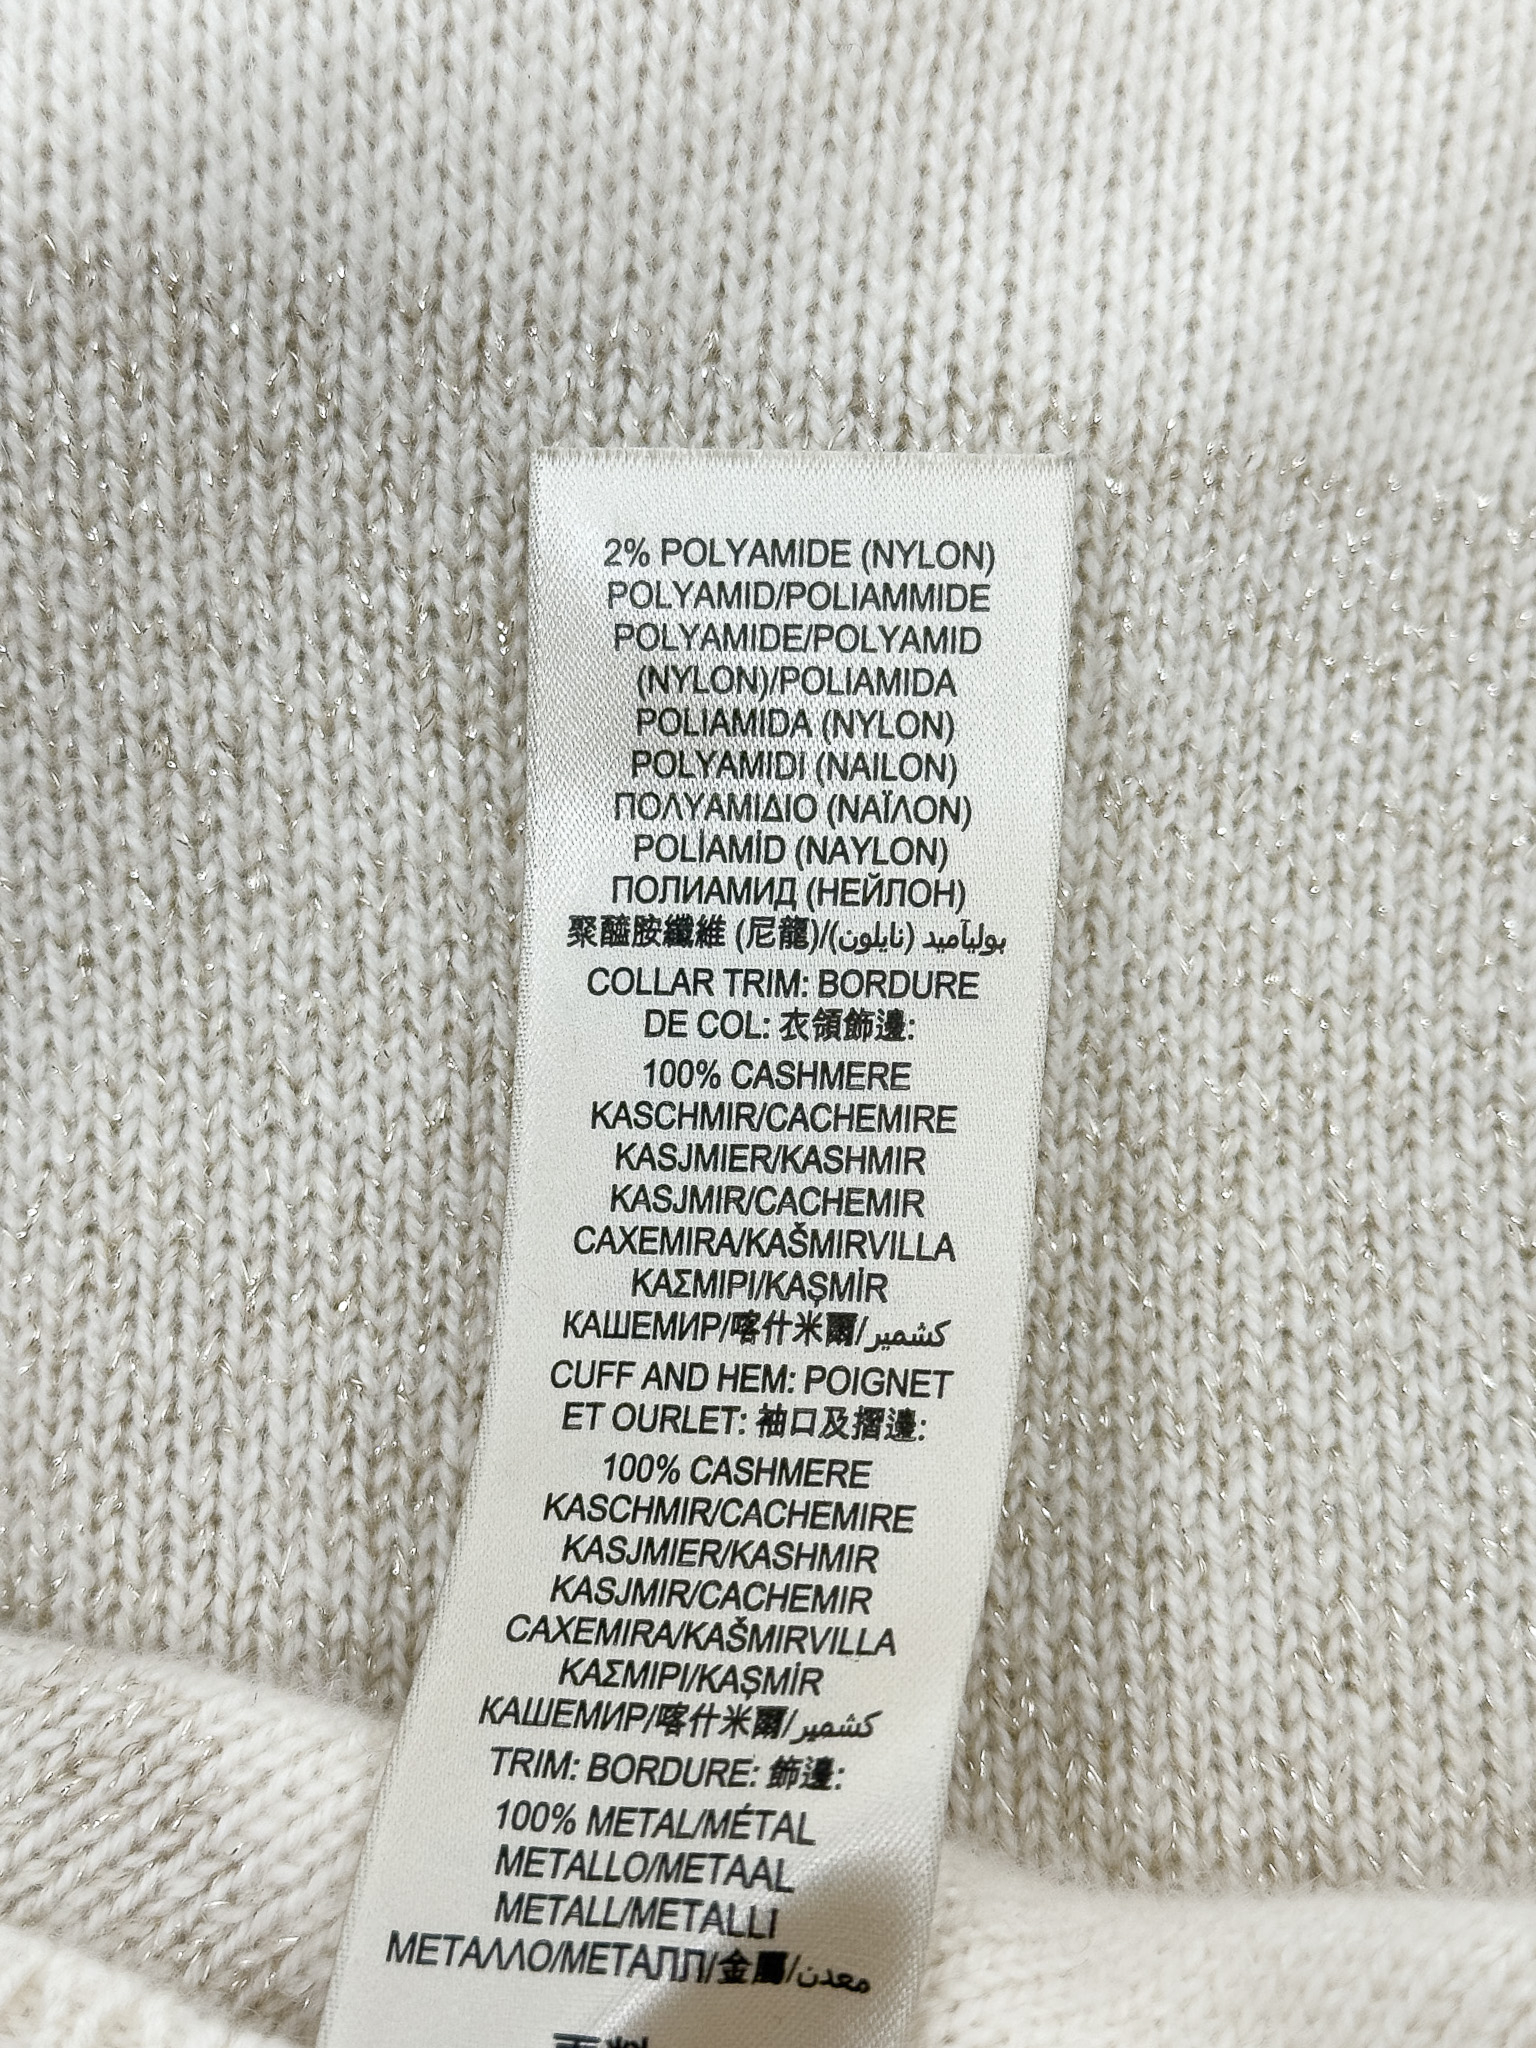 2% POLYAMIDE (NYLON)
POLYAMID/POLIAMMIDE
POLYAMIDE/POLYAMID
(NYLON)/POLIAMIDA
POLIAMIDA (NYLON)
POLYAMIDI (NAILON)
ΠΟΛΥΑΜΙΔΙΟ (ΝΑΪΛΟΝ)
POLİAMİD (NAYLON)
ПОЛИАМИД (НЕЙЛОН)
聚醯胺纖維 (尼龍)/بولیآمید (نایلون)
COLLAR TRIM: BORDURE
DE COL: 衣領飾邊:
100% CASHMERE
KASCHMIR/CACHEMIRE
KASJMIER/KASHMIR
KASJMIR/CACHEMIR
CAXEMIRA/KAŠMIRVILLA
ΚΑΣΜΙΡΙ/KAŞMİR
КАШЕМИР/喀什米爾/کشمیر
CUFF AND HEM: POIGNET
ET OURLET: 袖口及摺邊:
100% CASHMERE
KASCHMIR/CACHEMIRE
KASJMIER/KASHMIR
KASJMIR/CACHEMIR
CAXEMIRA/KAŠMIRVILLA
ΚΑΣΜΙΡΙ/KAŞMİR
КАШЕМИР/喀什米爾/کشمیر
TRIM: BORDURE: 飾邊:
100% METAL/MÉTAL
METALLO/METAAL
METALL/METALLI
ΜΕΤΑΛΛΟ/МЕТАЛЛ/金屬/معدن